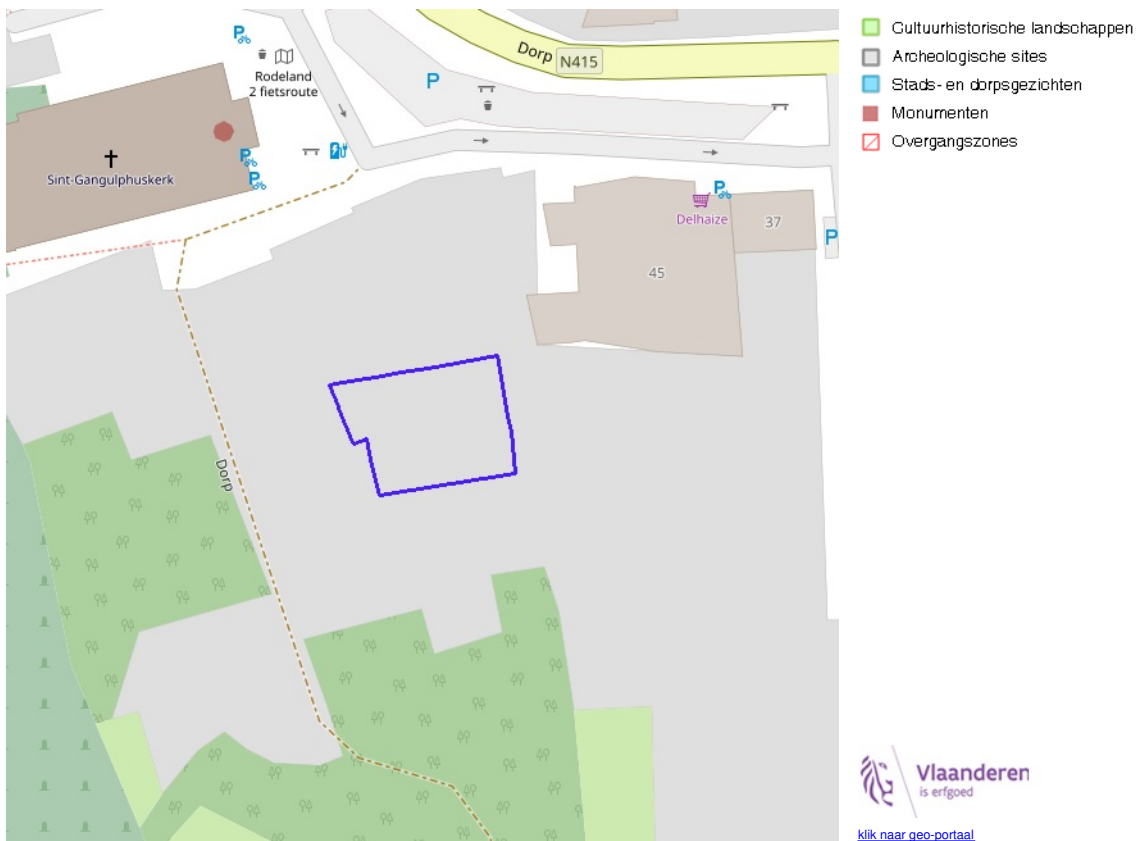 P
Rodeland
2 fietsroute
Dorp
N415
P
Sint-Gangulphuskerk
P
P
P
Delhaize
37
P
45
Dorp
Cultuurhistorische landschappen
Archeologische sites
Stads- en dorpsgezichten
Monumenten
Overgangszones
Vlaanderen
is erfgoed
klik naar geo-portaal